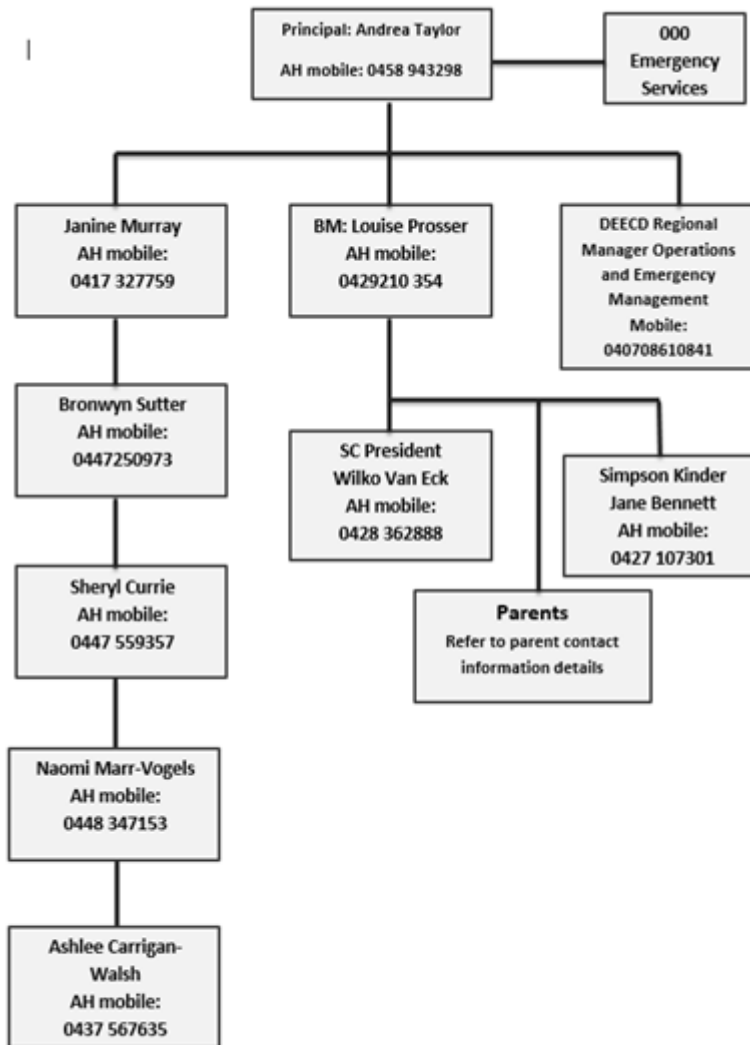 Principal: Andrea Taylor
AH mobile: 0458 943298
000
Emergency
Services
Janine Murray
AH mobile:
0417 327759
BM: Louise Prosser
AH mobile:
0429210 354
DEECD Regional
Manager Operations
and Emergency
Management
Mobile:
040708610841
Bronwyn Sutter
AH mobile:
0447250973
SC President
Wilko Van Eck
AH mobile:
0428 362888
Simpson Kinder
Jane Bennett
AH mobile:
0427 107301
Sheryl Currie
AH mobile:
0447 559357
Parents
Refer to parent contact
information details
Naomi Marr-Vogels
AH mobile:
0448 347153
Ashlee Carrigan-
Walsh
AH mobile:
0437 567635